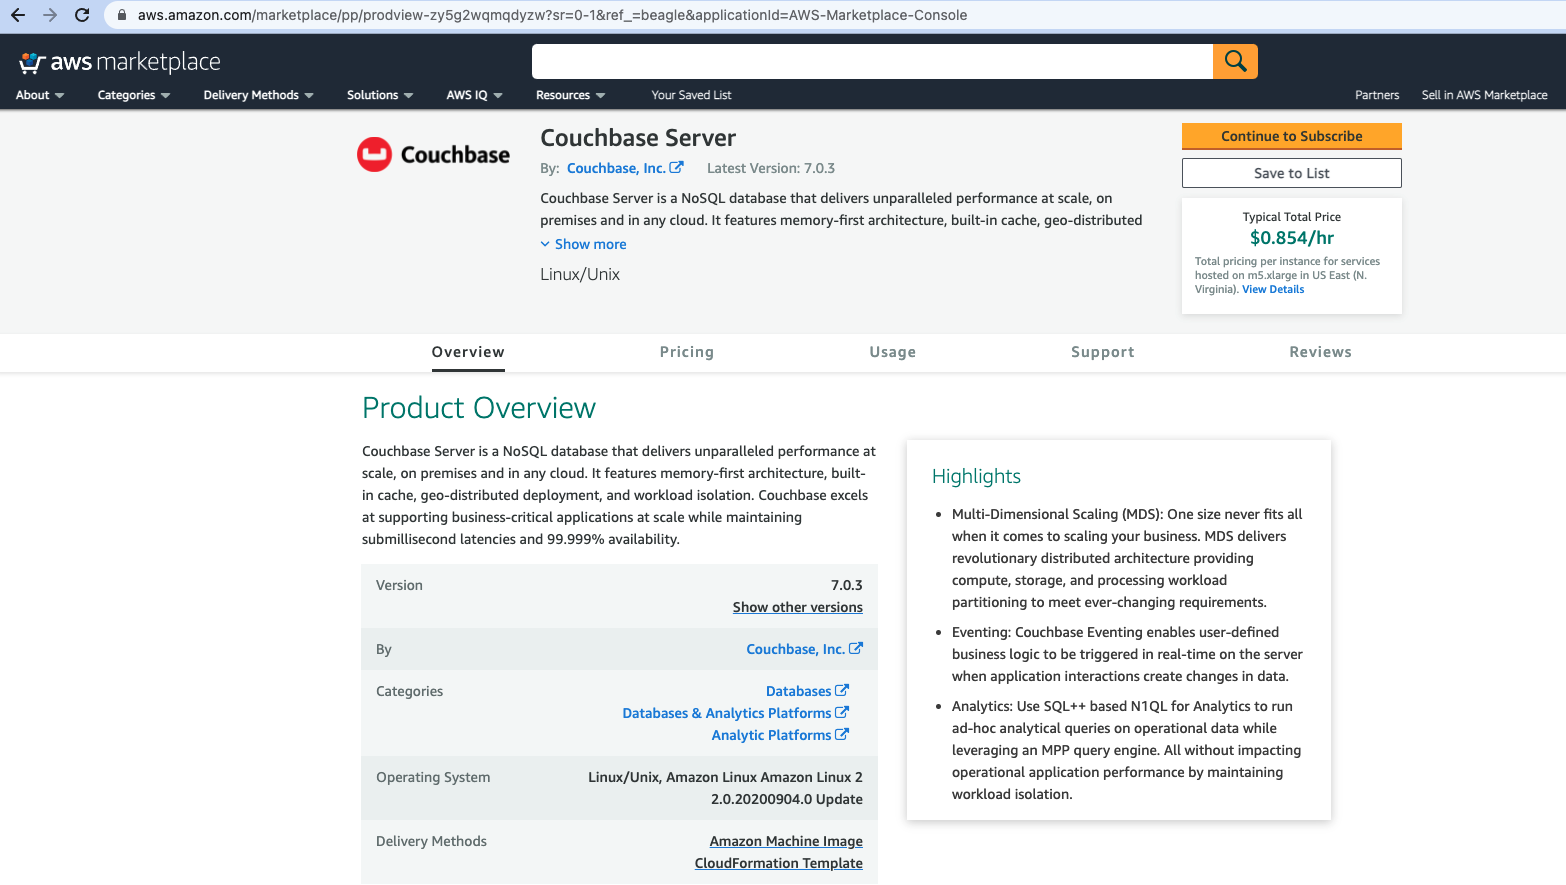 aws.amazon.com/marketplace/pp/prodview-zy5g2wqmqdyzw?sr=0-1&ref_=beagle&applicationId=AWS-Marketplace-Console
aws marketplace
About Categories Delivery Methods Solutions AWS IQ Resources Your Saved List Partners Sell in AWS Marketplace
Couchbase
Couchbase Server
By: Couchbase, Inc. Latest Version: 7.0.3
Couchbase Server is a NoSQL database that delivers unparalleled performance at scale, on
premises and in any cloud. It features memory-first architecture, built-in cache, geo-distributed
Show more
Linux/Unix
Continue to Subscribe
Save to List
Typical Total Price
$0.854/hr
Total pricing per instance for services
hosted on m5.xlarge in US East (N.
Virginia). View Details
Overview Pricing Usage Support Reviews
Product Overview
Couchbase Server is a NoSQL database that delivers unparalleled performance at
scale, on premises and in any cloud. It features memory-first architecture, built-
in cache, geo-distributed deployment, and workload isolation. Couchbase excels
at supporting business-critical applications at scale while maintaining
submillisecond latencies and 99.999% availability.
Version 7.0.3
Show other versions
By Couchbase, Inc.
Categories Databases
Databases & Analytics Platforms
Analytic Platforms
Operating System Linux/Unix, Amazon Linux Amazon Linux 2
2.0.20200904.0 Update
Delivery Methods Amazon Machine Image
CloudFormation Template
Highlights
• Multi-Dimensional Scaling (MDS): One size never fits all
when it comes to scaling your business. MDS delivers
revolutionary distributed architecture providing
compute, storage, and processing workload
partitioning to meet ever-changing requirements.
• Eventing: Couchbase Eventing enables user-defined
business logic to be triggered in real-time on the server
when application interactions create changes in data.
• Analytics: Use SQL++ based N1QL for Analytics to run
ad-hoc analytical queries on operational data while
leveraging an MPP query engine. All without impacting
operational application performance by maintaining
workload isolation.